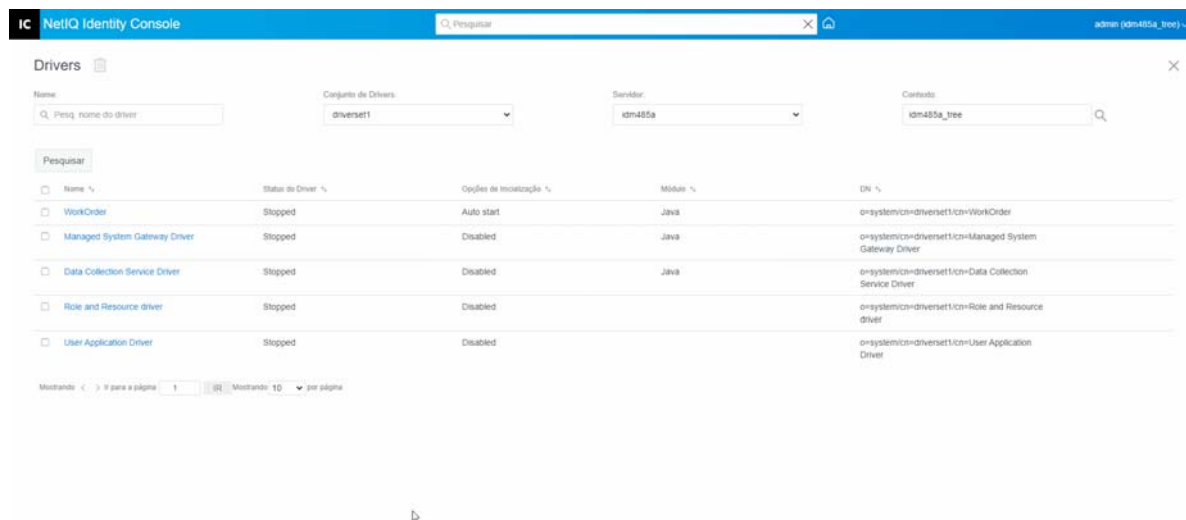 IC NetIQ Identity Console
Pesquisar
admin (idm485a_tree)
Drivers
Nome:
Conjunto de Drivers:
Servidor:
Contexto:
Pesq. nome do driver
driverset1
idm485a
idm485a_tree
Pesquisar
Nome Status do Driver Opções de Inicialização Módulo DN
WorkOrder Stopped Auto start Java o=system/cn=driverset1/cn=WorkOrder
Managed System Gateway Driver Stopped Disabled Java o=system/cn=driverset1/cn=Managed System
Gateway Driver
Data Collection Service Driver Stopped Disabled Java o=system/cn=driverset1/cn=Data Collection
Service Driver
Role and Resource driver Stopped Disabled o=system/cn=driverset1/cn=Role and Resource
driver
User Application Driver Stopped Disabled o=system/cn=driverset1/cn=User Application
Driver
Mostrando < > Ir para a página 1 Mostrando 10 por página